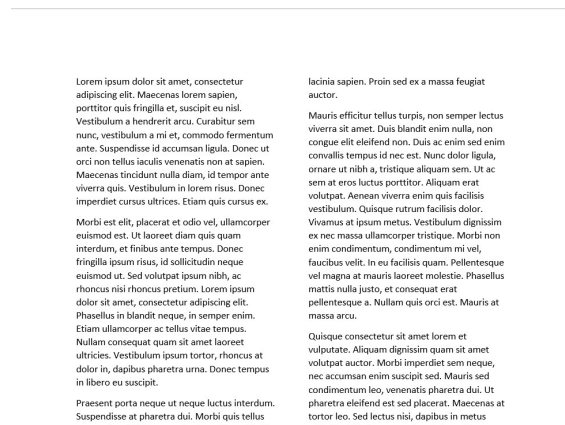 Lorem ipsum dolor sit amet, consectetur
adipiscing elit. Maecenas lorem sapien,
porttitor quis fringilla et, suscipit eu nisl.
Vestibulum a hendrerit arcu. Curabitur sem
nunc, vestibulum a mi et, commodo fermentum
ante. Suspendisse id accumsan ligula. Donec ut
orci non tellus iaculis venenatis non at sapien.
Maecenas tincidunt nulla diam, id tempor ante
viverra quis. Vestibulum in lorem risus. Donec
imperdiet cursus ultrices. Etiam quis cursus ex.
Morbi est elit, placerat et odio vel, ullamcorper
euismod est. Ut laoreet diam quis quam
interdum, et finibus ante tempus. Donec
fringilla ipsum risus, id sollicitudin neque
euismod ut. Sed volutpat ipsum nibh, ac
rhoncus nisi rhoncus pretium. Lorem ipsum
dolor sit amet, consectetur adipiscing elit.
Phasellus in blandit neque, in semper enim.
Etiam ullamcorper ac tellus vitae tempus.
Nullam consequat quam sit amet laoreet
ultricies. Vestibulum ipsum tortor, rhoncus at
dolor in, dapibus pharetra urna. Donec tempus
in libero eu suscipit.
Praesent porta neque ut neque luctus interdum.
Suspendisse at pharetra dui. Morbi quis tellus
lacinia sapien. Proin sed ex a massa feugiat
auctor.
Mauris efficitur tellus turpis, non semper lectus
viverra sit amet. Duis blandit enim nulla, non
congue elit eleifend non. Duis ac enim sed enim
convallis tempus id nec est. Nunc dolor ligula,
ornare ut nibh a, tristique aliquam sem. Ut ac
sem at eros luctus porttitor. Aliquam erat
volutpat. Aenean viverra enim quis facilisis
vestibulum. Quisque rutrum facilisis dolor.
Vivamus at ipsum metus. Vestibulum dignissim
ex nec massa ullamcorper tristique. Morbi non
enim condimentum, condimentum mi vel,
faucibus velit. In eu facilisis quam. Pellentesque
vel magna at mauris laoreet molestie. Phasellus
mattis nulla justo, et consequat erat
pellentesque a. Nullam quis orci est. Mauris at
massa arcu.
Quisque consectetur sit amet lorem et
vulputate. Aliquam dignissim quam sit amet
volutpat auctor. Morbi imperdiet sem neque,
nec accumsan enim suscipit sed. Mauris sed
condimentum leo, venenatis pharetra dui. Ut
pharetra eleifend est sed placerat. Maecenas at
tortor leo. Sed lectus nisi, dapibus in metus